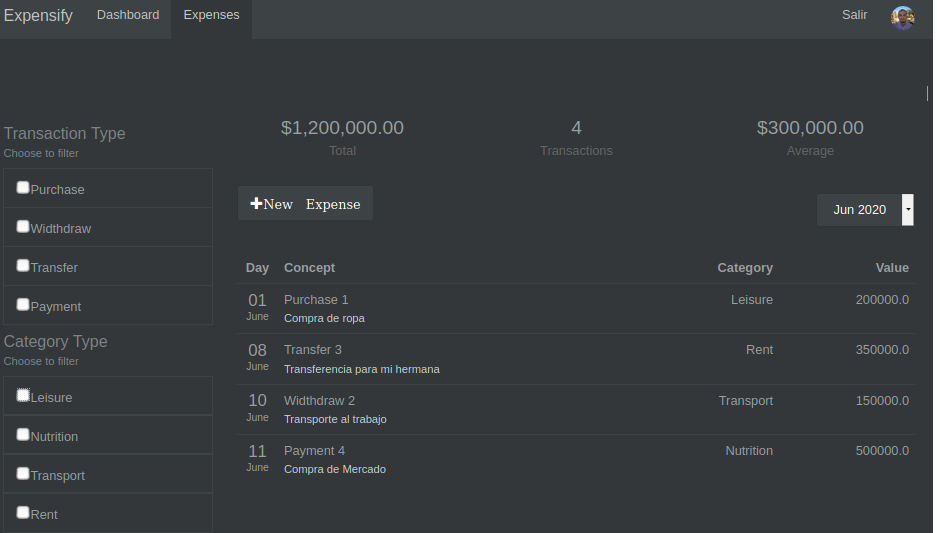 Expensify Dashboard Expenses Salir
$1,200,000.00 4 $300,000.00
Total Transactions Average
Transaction Type
Choose to filter
Purchase
Widthdraw
Transfer
Payment
Category Type
Choose to filter
Leisure
Nutrition
Transport
Rent
New Expense
Jun 2020
Day Concept Category Value
01 Purchase 1 Leisure 200000.0
June Compra de ropa
08 Transfer 3 Rent 350000.0
June Transferencia para mi hermana
10 Widthdraw 2 Transport 150000.0
June Transporte al trabajo
11 Payment 4 Nutrition 500000.0
June Compra de Mercado